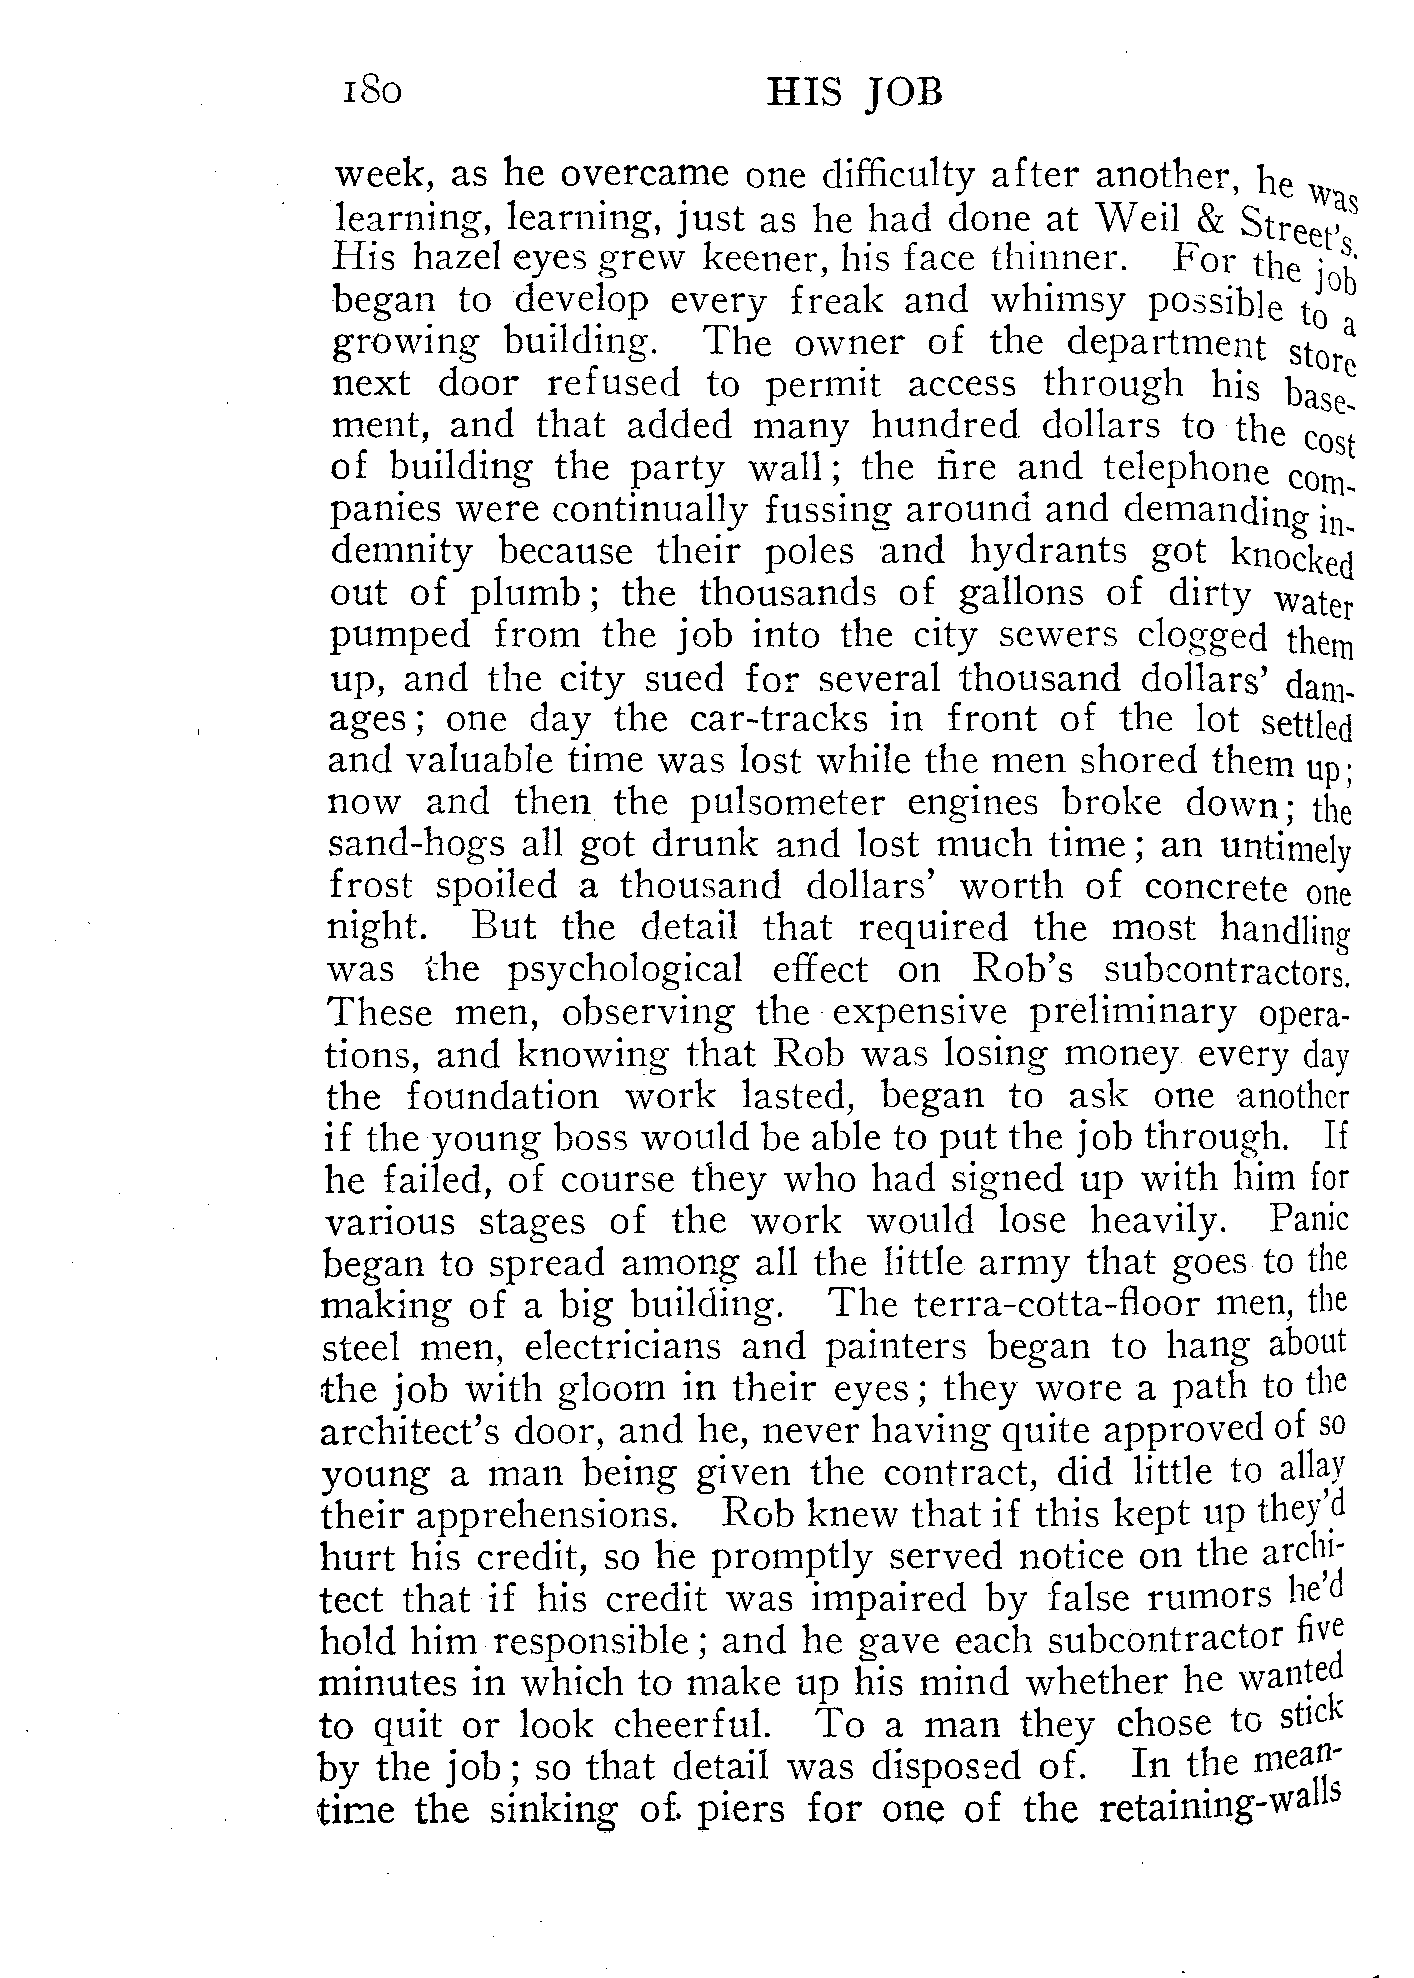 180 HIS JOB
week, as he overcame one difficulty after another, he was
learning, learning, just as he had done at Weil & Street's.
His hazel eyes grew keener, his face thinner. For the job
began to develop every freak and whimsy possible to a
growing building. The owner of the department store
next door refused to permit access through his base-
ment, and that added many hundred dollars to the cost
of building the party wall; the fire and telephone com-
panies were continually fussing around and demanding in-
demnity because their poles and hydrants got knocked
out of plumb; the thousands of gallons of dirty water
pumped from the job into the city sewers clogged them
up, and the city sued for several thousand dollars' dam-
ages; one day the car-tracks in front of the lot settled
and valuable time was lost while the men shored them up;
now and then the pulsometer engines broke down; the
sand-hogs all got drunk and lost much time; an untimely
frost spoiled a thousand dollars' worth of concrete one
night. But the detail that required the most handling
was the psychological effect on Rob's subcontractors.
These men, observing the expensive preliminary opera-
tions, and knowing that Rob was losing money every day
the foundation work lasted, began to ask one another
if the young boss would be able to put the job through. If
he failed, of course they who had signed up with him for
various stages of the work would lose heavily. Panic
began to spread among all the little army that goes to the
making of a big building. The terra-cotta-floor men, the
steel men, electricians and painters began to hang about
the job with gloom in their eyes; they wore a path to the
architect's door, and he, never having quite approved of so
young a man being given the contract, did little to allay
their apprehensions. Rob knew that if this kept up they'd
hurt his credit, so he promptly served notice on the archi-
tect that if his credit was impaired by false rumors he'd
hold him responsible; and he gave each subcontractor five
minutes in which to make up his mind whether he wanted
to quit or look cheerful. To a man they chose to stick
by the job; so that detail was disposed of. In the mean-
time the sinking of piers for one of the retaining-walls